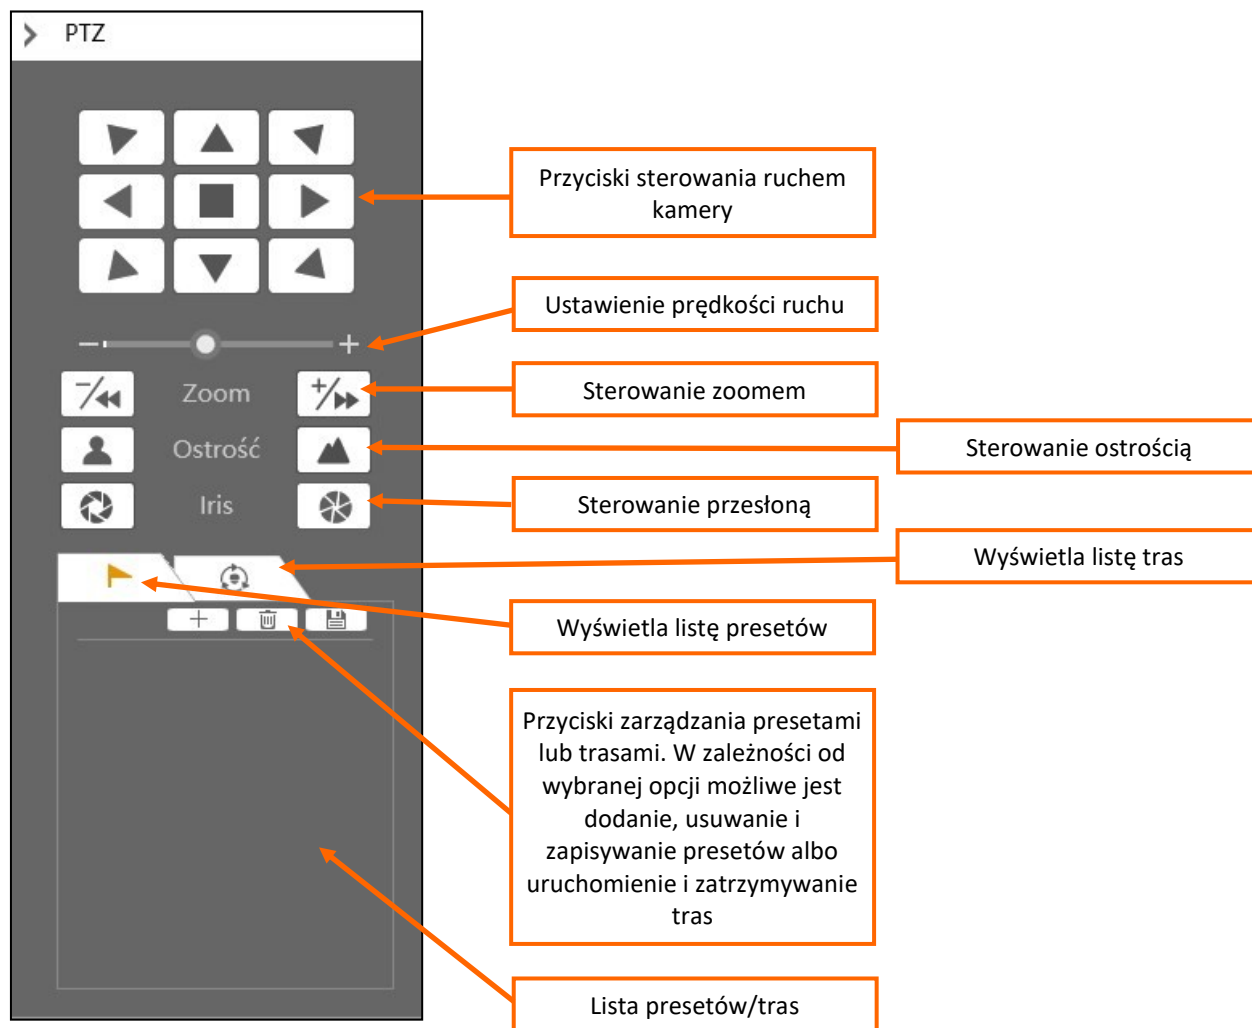 PTZ
Przyciski sterowania ruchem
kamery
Ustawienie prędkości ruchu
Zoom
Sterowanie zoomem
Ostrość
Sterowanie ostrością
Iris
Sterowanie przesłoną
Wyświetla listę tras
Wyświetla listę presetów
Przyciski zarządzania presetami
lub trasami. W zależności od
wybranej opcji możliwe jest
dodanie, usuwanie i
zapisywanie presetów albo
uruchomienie i zatrzymywanie
tras
Lista presetów/tras